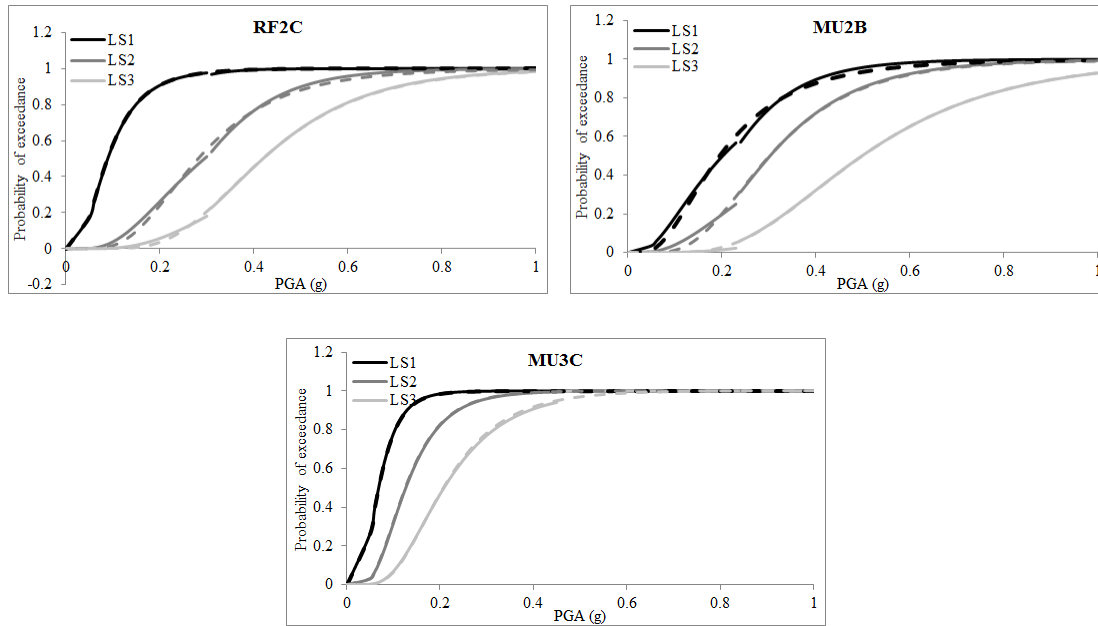 RF2C
1.2
1
0.8
0.6
0.4
0.2
0
-0.2
Probability of exceedance
LS1
LS2
LS3
0 0.2 0.4 0.6 0.8 1
PGA (g)
MU2B
1.2
1
0.8
0.6
0.4
0.2
0
Probability of exceedance
LS1
LS2
LS3
0 0.2 0.4 0.6 0.8 1
PGA (g)
MU3C
1.2
1
0.8
0.6
0.4
0.2
0
Probability of exceedance
LS1
LS2
LS3
0 0.2 0.4 0.6 0.8 1
PGA (g)